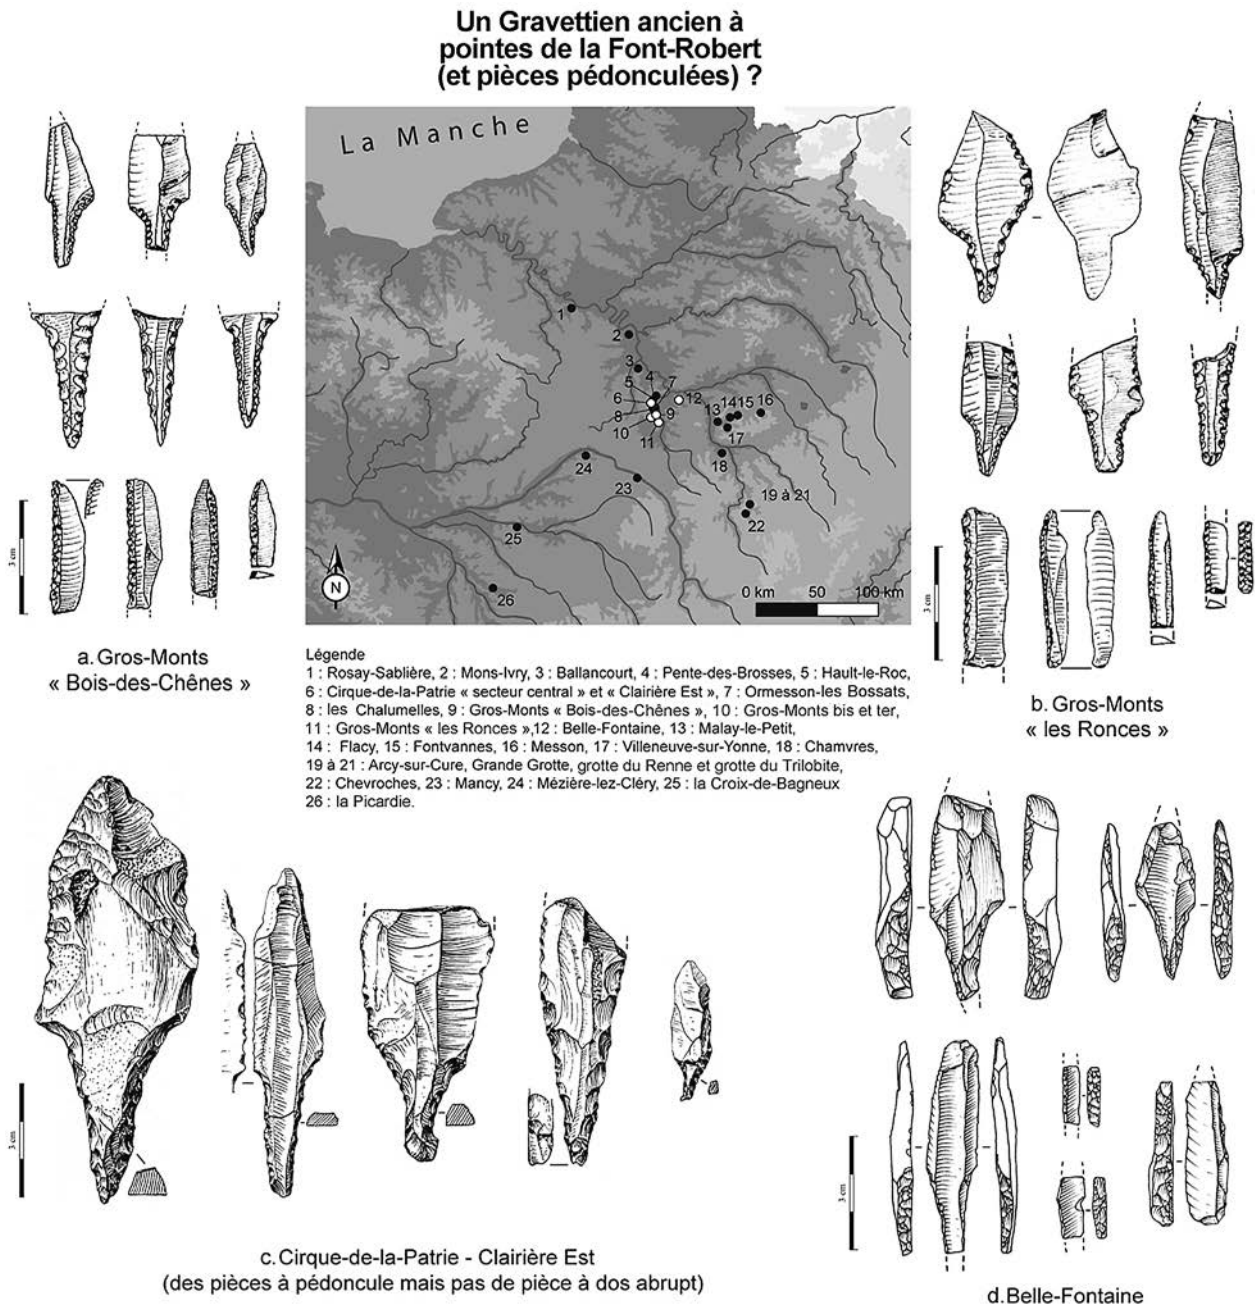 Un Gravettien ancien à
pointes de la Font-Robert
(et pièces pédonculées) ?
La Manche
1
2
3
4
5
7
6
12
8
9
10
11
13
14 15 16
17
18
24
23
19 à 21
22
25
26
N
0 km 50 100 km
3 cm
a. Gros-Monts
« Bois-des-Chênes »
3 cm
b. Gros-Monts
« les Ronces »
Légende
1 : Rosay-Sablière, 2 : Mons-Ivry, 3 : Ballancourt, 4 : Pente-des-Brosses, 5 : Hault-le-Roc,
6 : Cirque-de-la-Patrie « secteur central » et « Clairière Est », 7 : Ormesson-les Bossats,
8 : les Chalumelles, 9 : Gros-Monts « Bois-des-Chênes », 10 : Gros-Monts bis et ter,
11 : Gros-Monts « les Ronces »,12 : Belle-Fontaine, 13 : Malay-le-Petit,
14 : Flacy, 15 : Fontvannes, 16 : Messon, 17 : Villeneuve-sur-Yonne, 18 : Chamvres,
19 à 21 : Arcy-sur-Cure, Grande Grotte, grotte du Renne et grotte du Trilobite,
22 : Chevroches, 23 : Mancy, 24 : Mézière-lez-Cléry, 25 : la Croix-de-Bagneux
26 : la Picardie.
3 cm
c. Cirque-de-la-Patrie - Clairière Est
(des pièces à pédoncule mais pas de pièce à dos abrupt)
3 cm
d. Belle-Fontaine